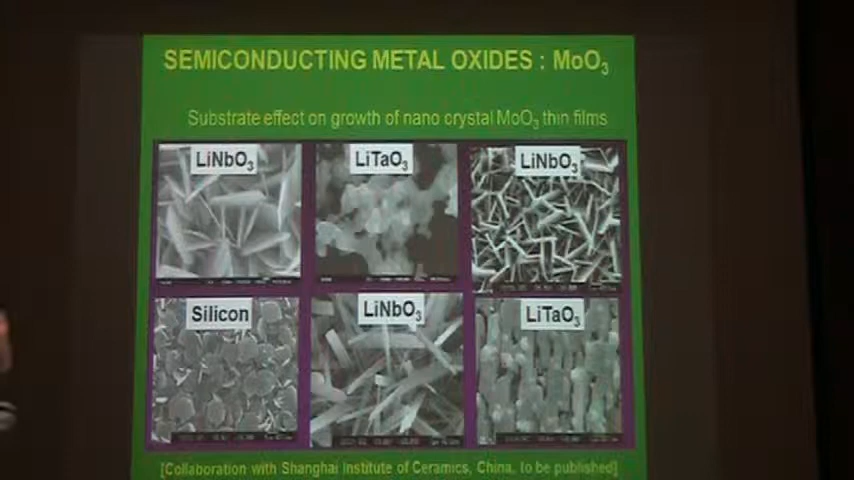 SEMICONDUCTING METAL OXIDES : MoO₃
Substrate effect on growth of nano crystal MoO₃ thin films
LiNbO₃
LiTaO₃
LiNbO₃
Silicon
LiNbO₃
LiTaO₃
[Collaboration with Shanghai Institute of Ceramics, China, to be published]